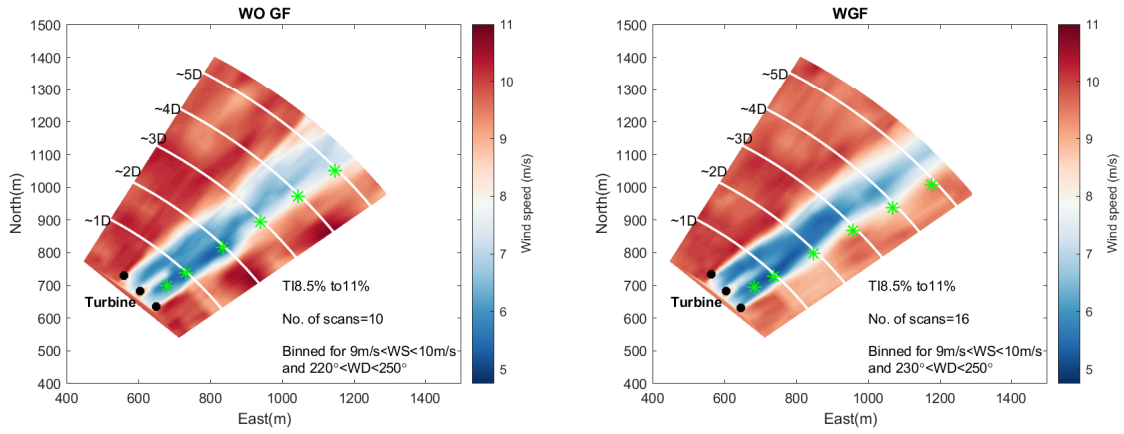 WO GF
1500
1400
1300
1200
1100
1000
900
800
700
600
500
400
North(m)
400
600
800
1000
1200
1400
East(m)
~5D
~4D
~3D
~2D
~1D
Turbine
TI8.5% to11%
No. of scans=10
Binned for 9m/s<WS<10m/s
and 220°<WD<250°
11
10
9
8
7
6
5
Wind speed (m/s)
WGF
1500
1400
1300
1200
1100
1000
900
800
700
600
500
400
North(m)
400
600
800
1000
1200
1400
East(m)
~5D
~4D
~3D
~2D
~1D
Turbine
TI8.5% to11%
No. of scans=16
Binned for 9m/s<WS<10m/s
and 230°<WD<250°
11
10
9
8
7
6
5
Wind speed (m/s)